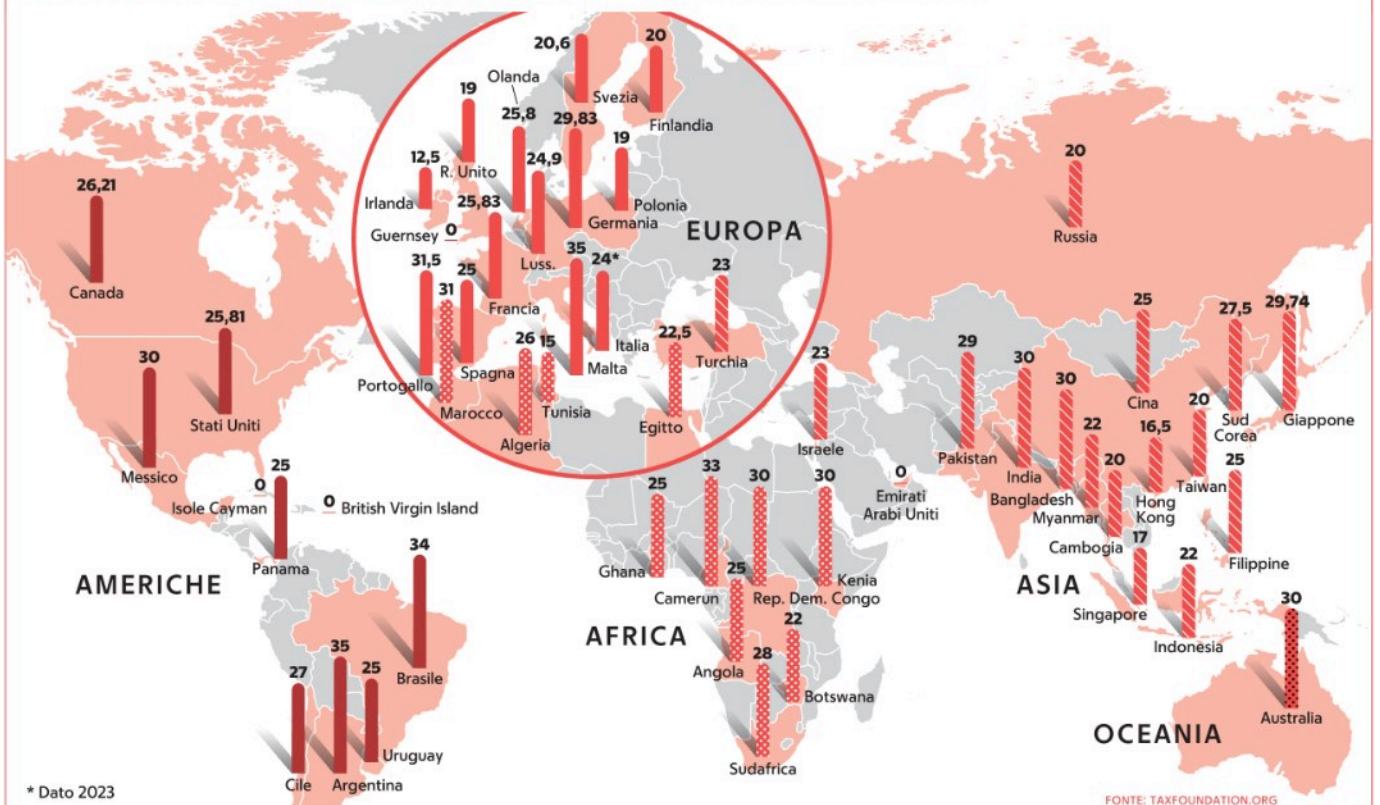 20,6
20
Olanda
Svezia
19
25,8
29,83
Finlandia
19
12,5
R. Unito
24,9
20
26,21
Irlanda
25,83
Polonia
Germania
Guernsey 0
EUROPA
Russia
31,5
Luss.
35
24*
Canada
31
25
Francia
23
25
27,5
29,74
25,81
26
15
Italia
22,5
30
Spagna
Malta
Turchia
23
29
30
Portogallo
Marocco
Tunisia
30
Cina
Sud
Corea
Giappone
Stati Uniti
Algeria
Egitto
20
Israele
22
16,5
Messico
Pakistan
India
20
25
0
Isole Cayman
25
0 British Virgin Island
33
30
30
0
Emirati
Arabi Uniti
Bangladesh
Myanmar
Hong
Kong
Taiwan
25
Cambogia
17
Filippine
34
Panama
Ghana
25
Kenia
22
AMERICHE
Camerun
Rep. Dem. Congo
ASIA
Singapore
30
22
AFRICA
Indonesia
35
28
Brasile
Angola
27
25
Botswana
Australia
OCEANIA
Uruguay
Sudafrica
Cile
Argentina
* Dato 2023
FONTE: TAXFOUNDATION.ORG